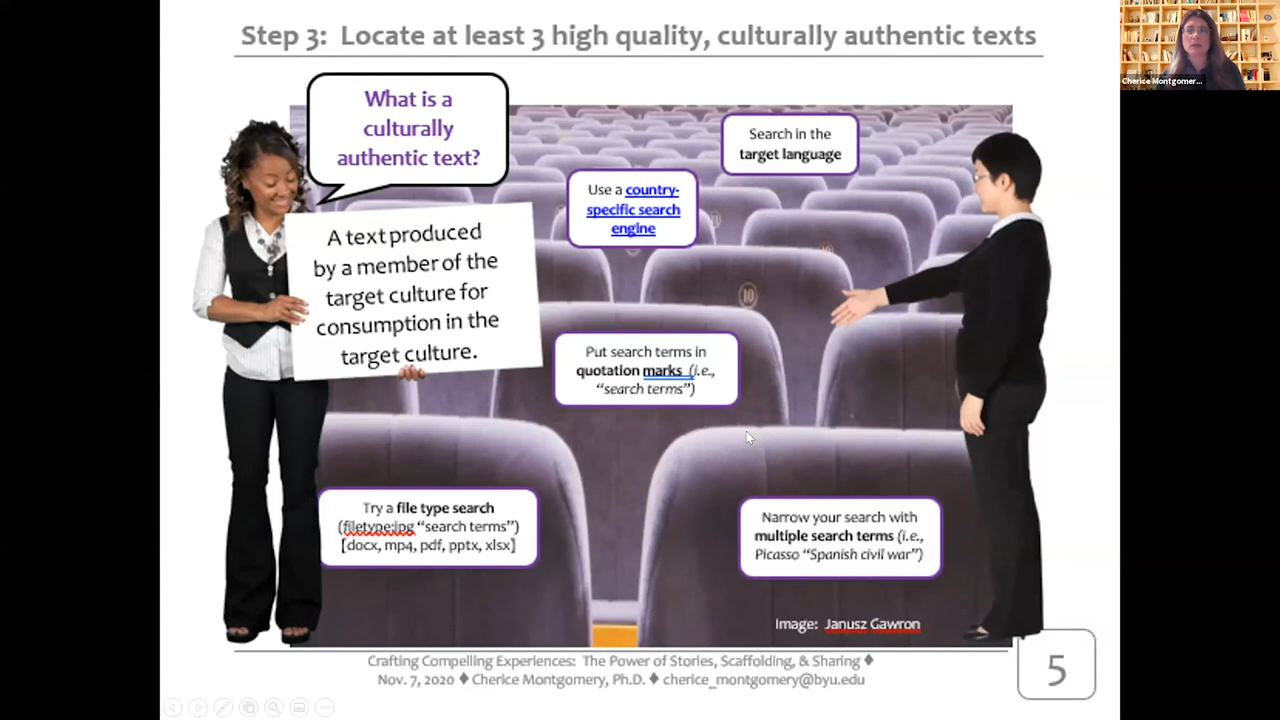 Step 3: Locate at least 3 high quality, culturally authentic texts
Cherice Montgomer...
What is a
culturally
authentic text?
A text produced
by a member of the
target culture for
consumption in the
target culture.
Search in the
target language
Use a country-
specific search
engine
10
Put search terms in
quotation marks (i.e.,
“search terms”)
Try a file type search
(filetype:jpg “search terms”)
[docx, mp4, pdf, pptx, xlsx]
Narrow your search with
multiple search terms (i.e.,
Picasso “Spanish civil war”)
Image: Janusz Gawron
Crafting Compelling Experiences: The Power of Stories, Scaffolding, & Sharing ♦
Nov. 7, 2020 ♦ Cherice Montgomery, Ph.D. ♦ cherice_montgomery@byu.edu
5